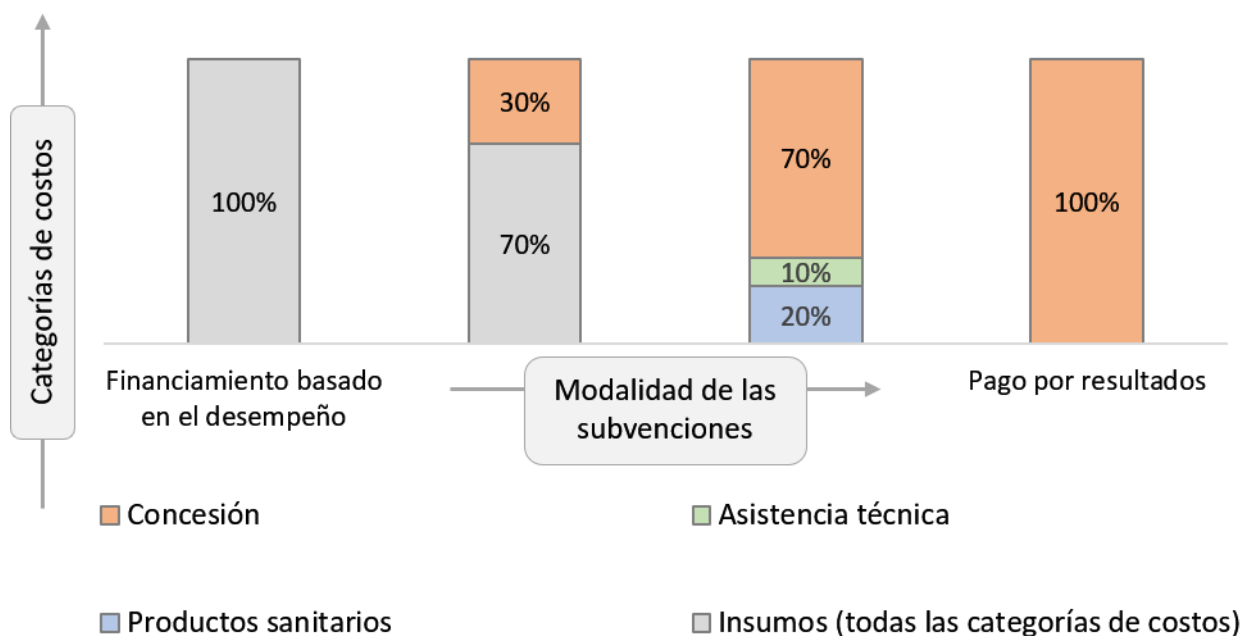 Categorías de costos
100%
30%
70%
70%
10%
20%
100%
Financiamiento basado
en el desempeño
Modalidad de las
subvenciones
Pago por resultados
Concesión
Asistencia técnica
Productos sanitarios
Insumos (todas las categorías de costos)